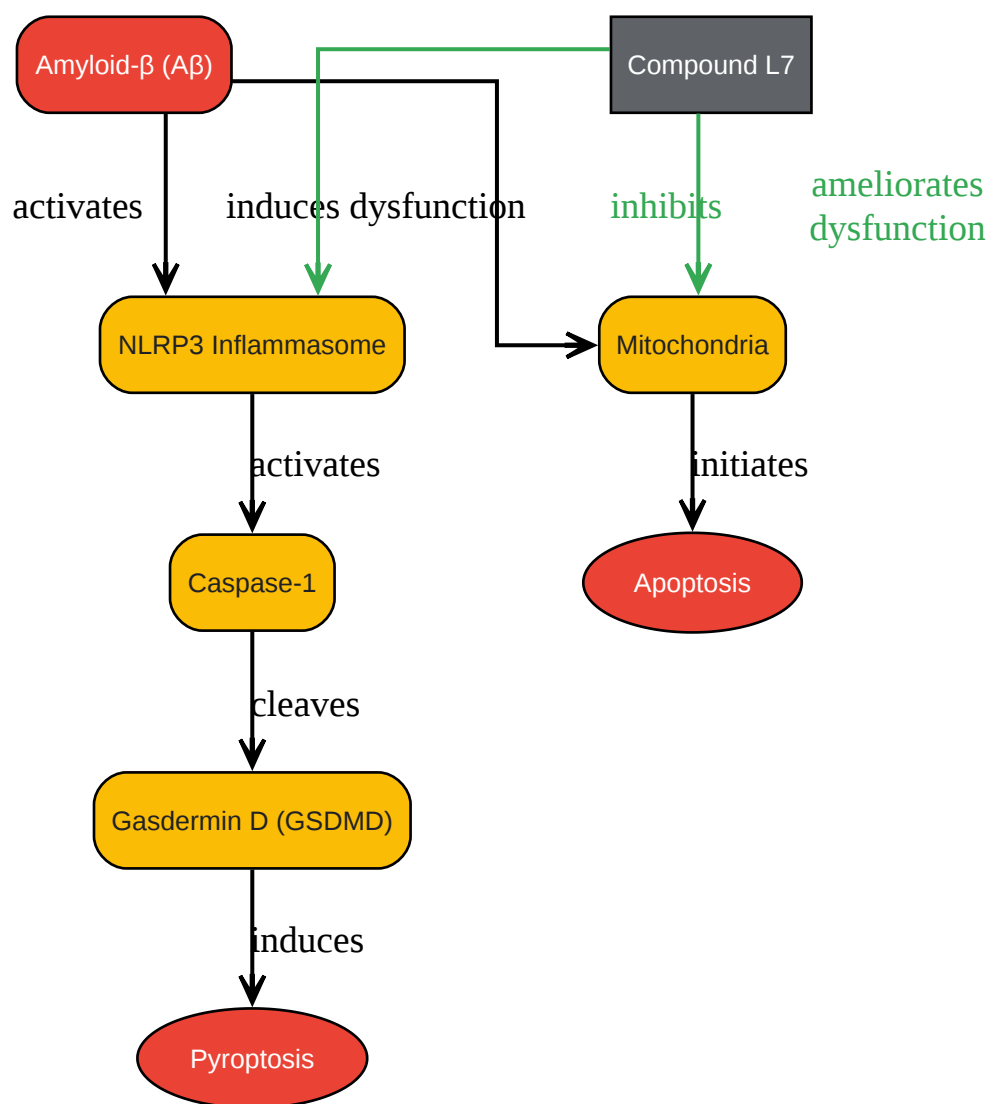 Amyloid-β (Aβ)
Compound L7
activates
induces dysfunction
inhibits
ameliorates
dysfunction
NLRP3 Inflammasome
Mitochondria
activates
initiates
Caspase-1
Apoptosis
cleaves
Gasdermin D (GSDMD)
induces
Pyroptosis